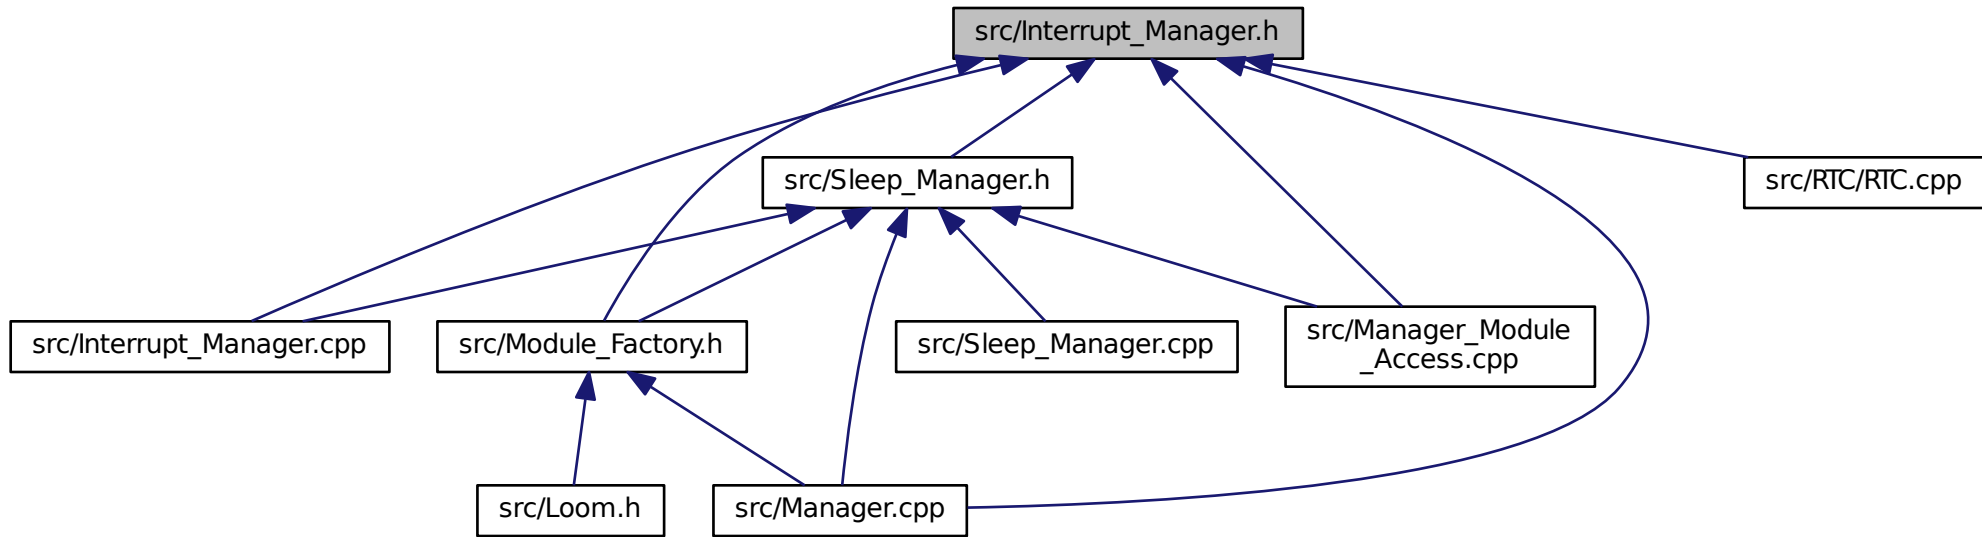 src/Interrupt_Manager.h
src/Sleep_Manager.h
src/RTC/RTC.cpp
src/Interrupt_Manager.cpp
src/Module_Factory.h
src/Sleep_Manager.cpp
src/Manager_Module
_Access.cpp
src/Loom.h
src/Manager.cpp